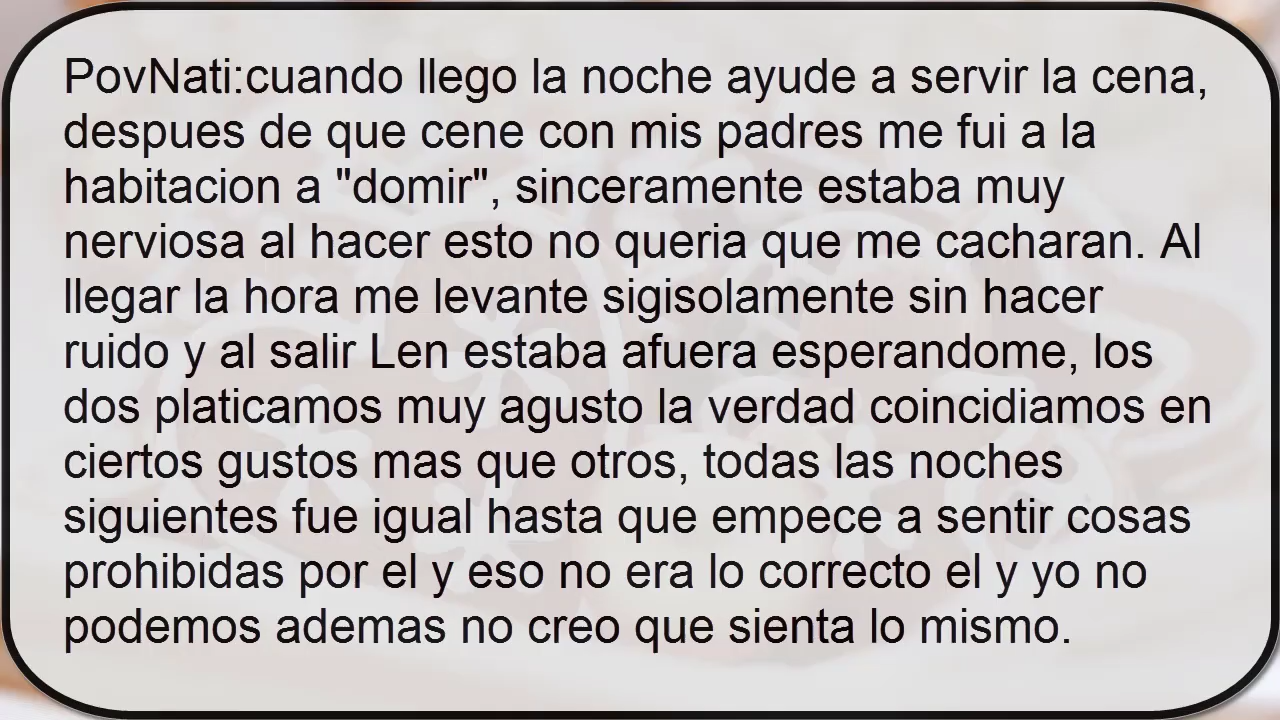 PovNati:cuando llego la noche ayude a servir la cena,
despues de que cene con mis padres me fui a la
habitacion a "domir", sinceramente estaba muy
nerviosa al hacer esto no queria que me cacharan. Al
llegar la hora me levante sigisolamente sin hacer
ruido y al salir Len estaba afuera esperandome, los
dos platicamos muy agusto la verdad coincidiamos en
ciertos gustos mas que otros, todas las noches
siguientes fue igual hasta que empece a sentir cosas
prohibidas por el y eso no era lo correcto el y yo no
podemos ademas no creo que sienta lo mismo.